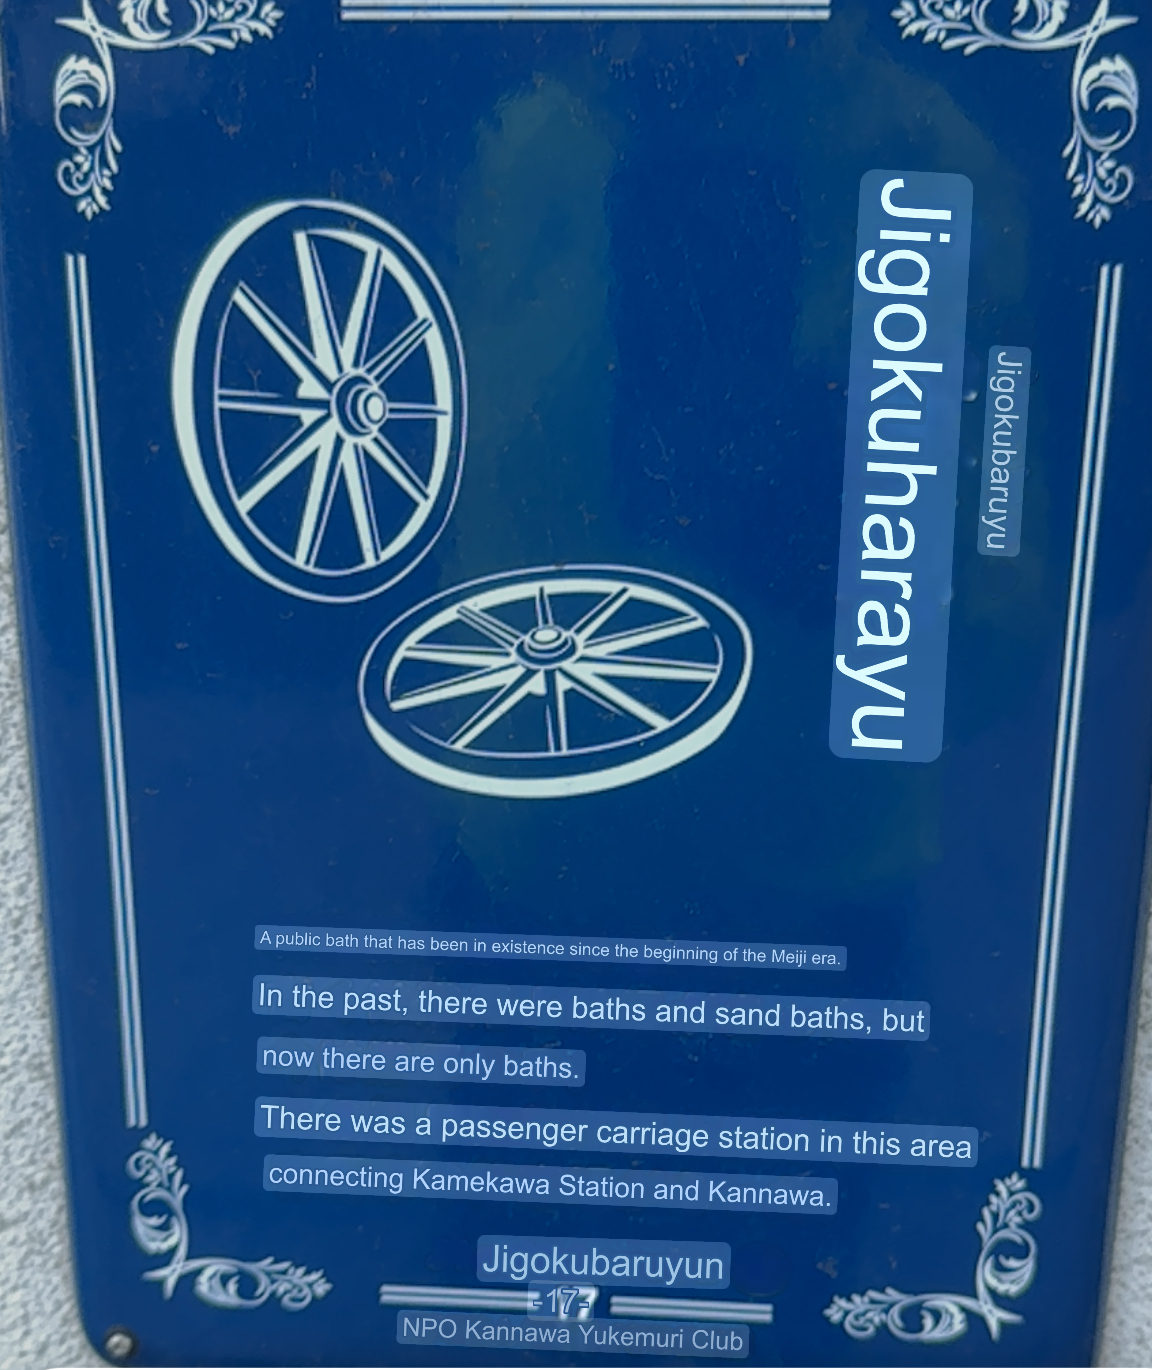 Jigokuharayu
Jigokubaruyu
A public bath that has been in existence since the beginning of the Meiji era.
In the past, there were baths and sand baths, but
now there are only baths.
There was a passenger carriage station in this area
connecting Kamekawa Station and Kannawa.
Jigokubaruyun
-17-
NPO Kannawa Yukemuri Club